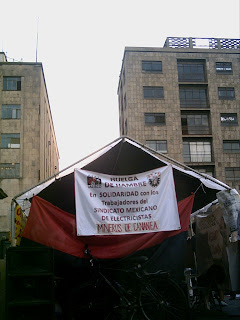 HUELGA
DE HAMBRE
En SOLIDARIDAD con los
Trabajadores del
SINDICATO MEXICANO
DE ELECTRICISTAS
MINEROS DE CANANEA